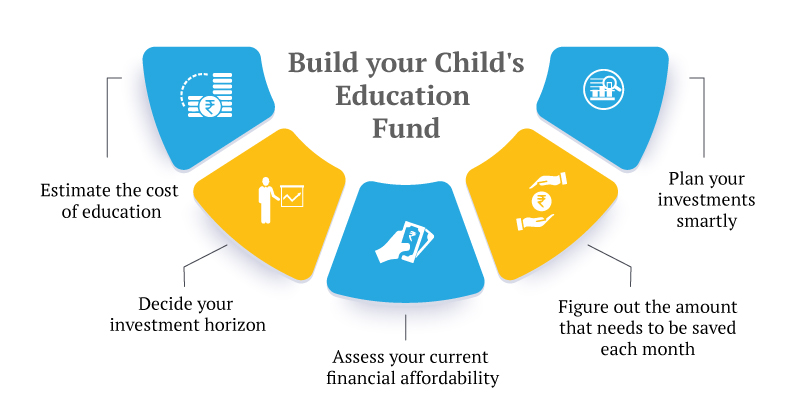 Build your Child's
Education
Fund
Estimate the cost
of education
Decide your
investment horizon
Assess your current
financial affordability
Figure out the amount
that needs to be saved
each month
Plan your
investments
smartly
₹
₹
₹